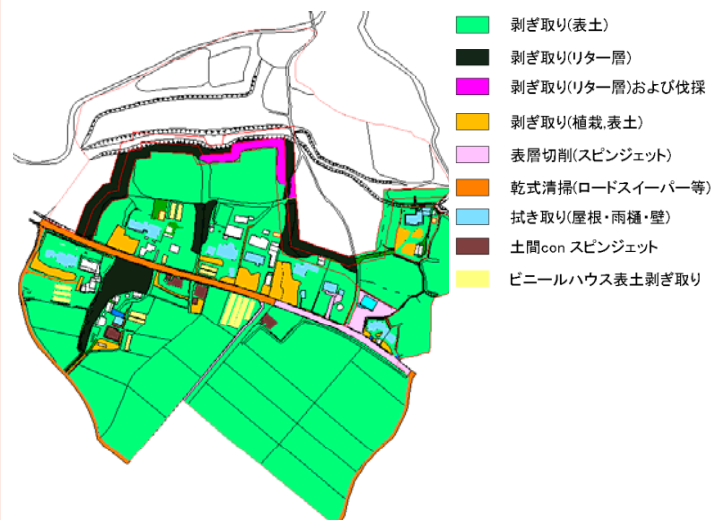 剥ぎ取り(表土)
剥ぎ取り(リター層)
剥ぎ取り(リター層)および伐採
剥ぎ取り(植栽,表土)
表層切削(スピンジェット)
乾式清掃(ロードスイーパー等)
拭き取り(屋根・雨樋・壁)
土間con スピンジェット
ビニールハウス表土剥ぎ取り